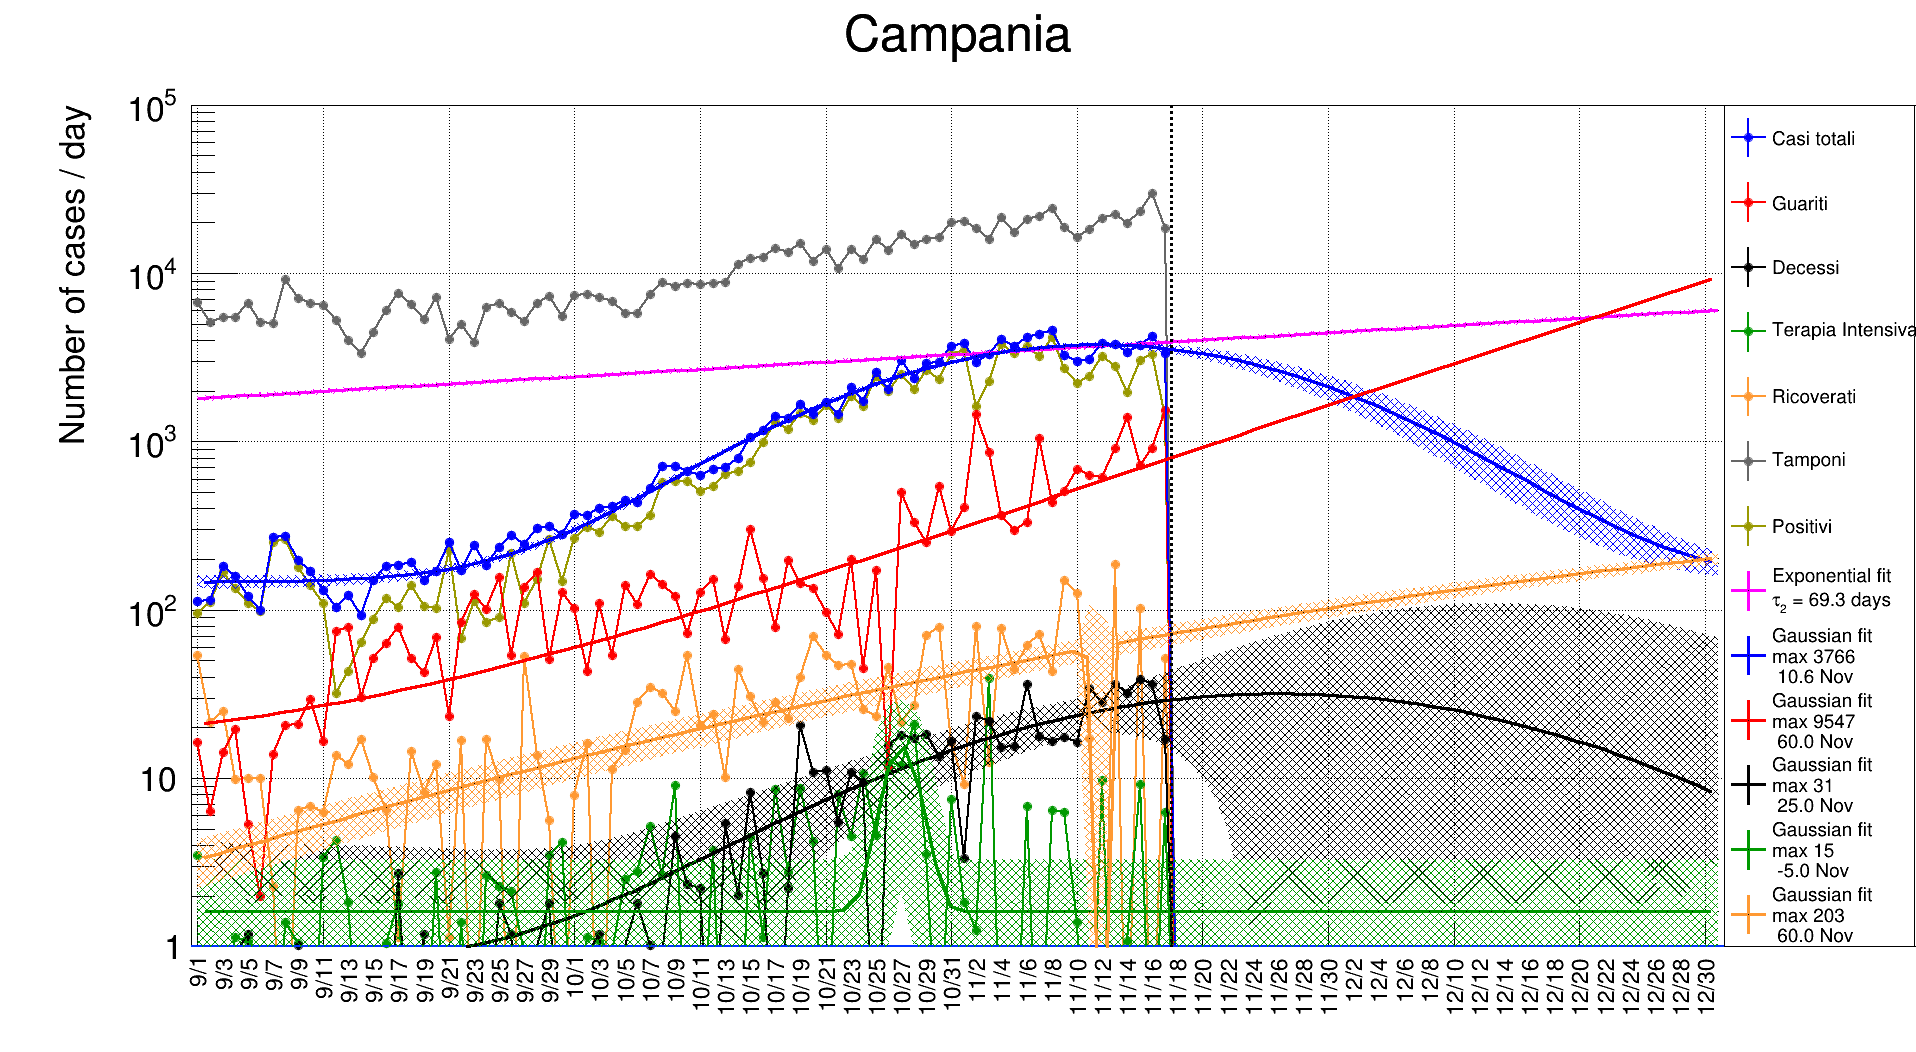 Campania
Number of cases / day
10^5
10^4
10^3
10^2
10
1
9/1
9/3
9/5
9/7
9/9
9/11
9/13
9/15
9/17
9/19
9/21
9/23
9/25
9/27
9/29
10/1
10/3
10/5
10/7
10/9
10/11
10/13
10/15
10/17
10/19
10/21
10/23
10/25
10/27
10/29
10/31
11/2
11/4
11/6
11/8
11/10
11/12
11/14
11/16
11/18
11/20
11/22
11/24
11/26
11/28
11/30
12/2
12/4
12/6
12/8
12/10
12/12
12/14
12/16
12/18
12/20
12/22
12/24
12/26
12/28
12/30
Casi totali
Guariti
Decessi
Terapia Intensiva
Ricoverati
Tamponi
Positivi
Exponential fit
τ2 = 69.3 days
Gaussian fit
max 3766
10.6 Nov
Gaussian fit
max 9547
60.0 Nov
Gaussian fit
max 31
25.0 Nov
Gaussian fit
max 15
-5.0 Nov
Gaussian fit
max 203
60.0 Nov